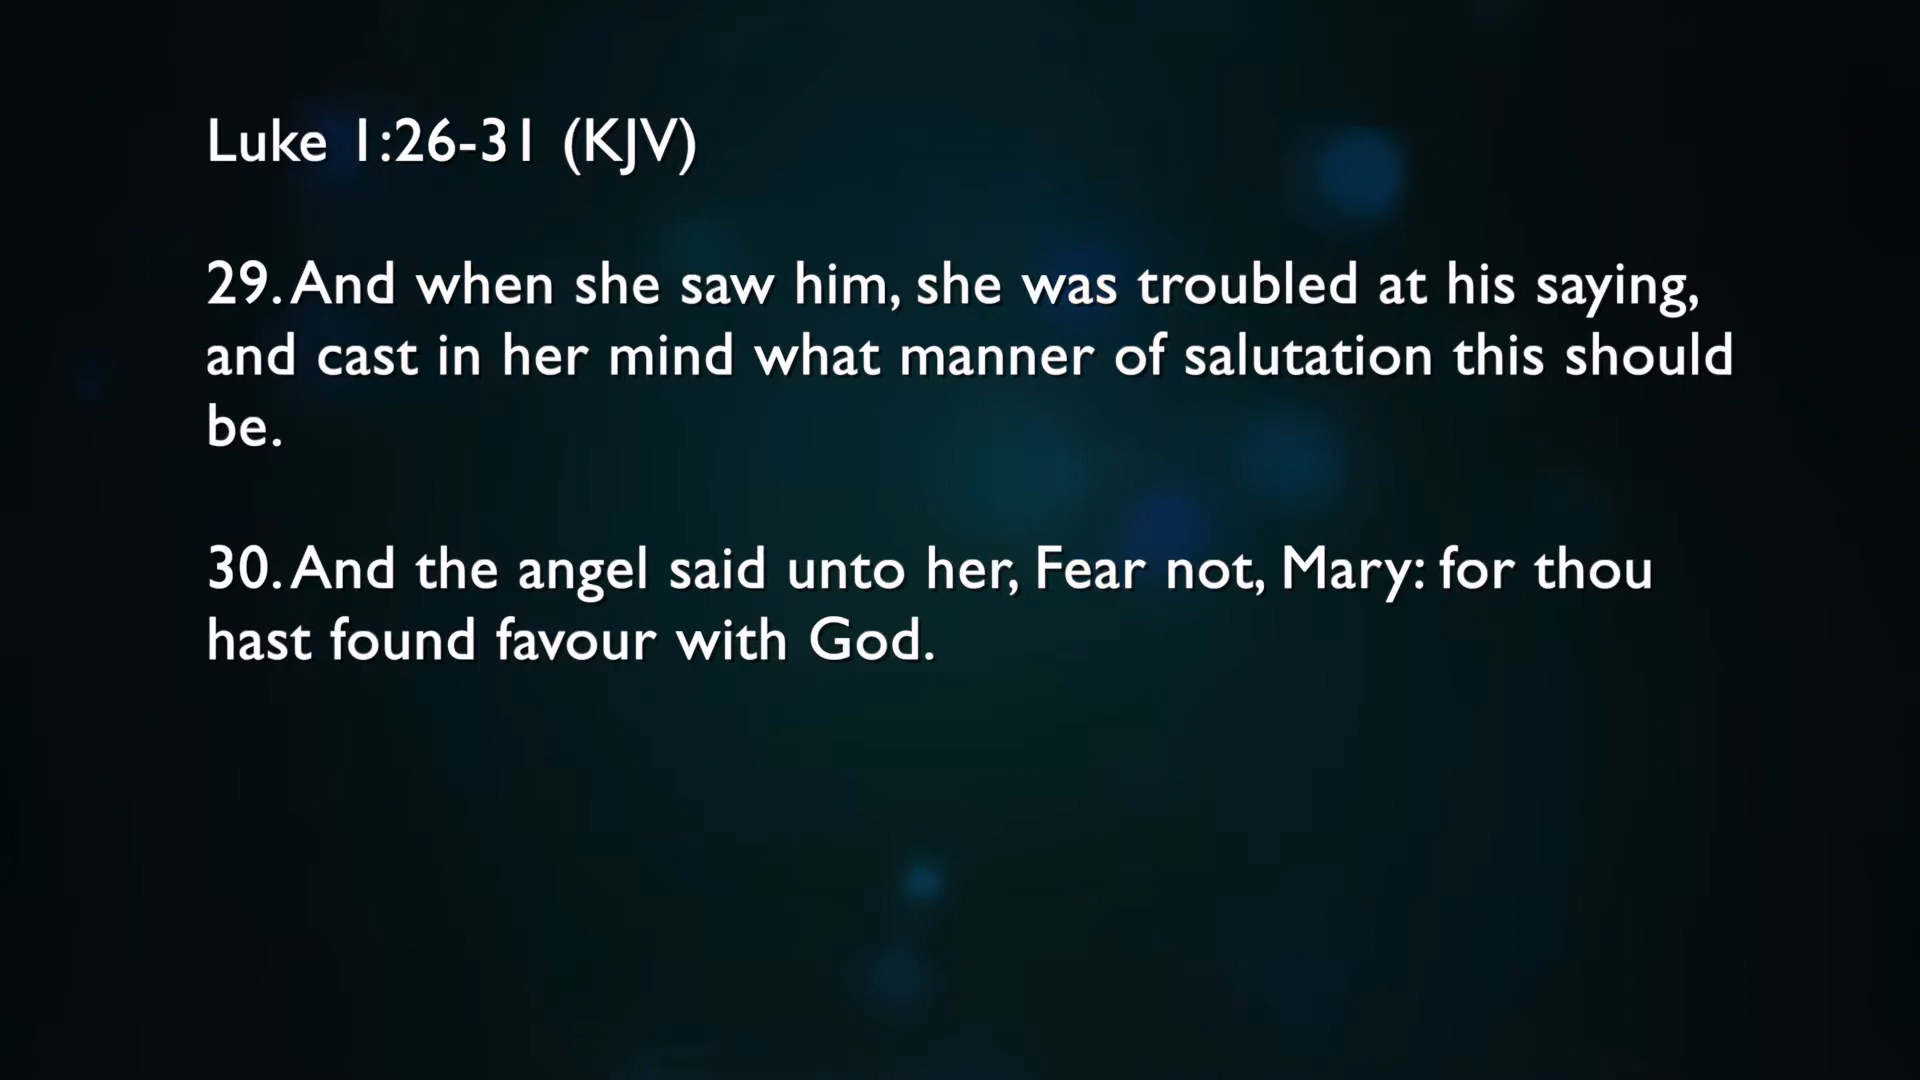 Luke 1:26-31 (KJV)
29. And when she saw him, she was troubled at his saying,
and cast in her mind what manner of salutation this should
be.
30. And the angel said unto her, Fear not, Mary: for thou
hast found favour with God.